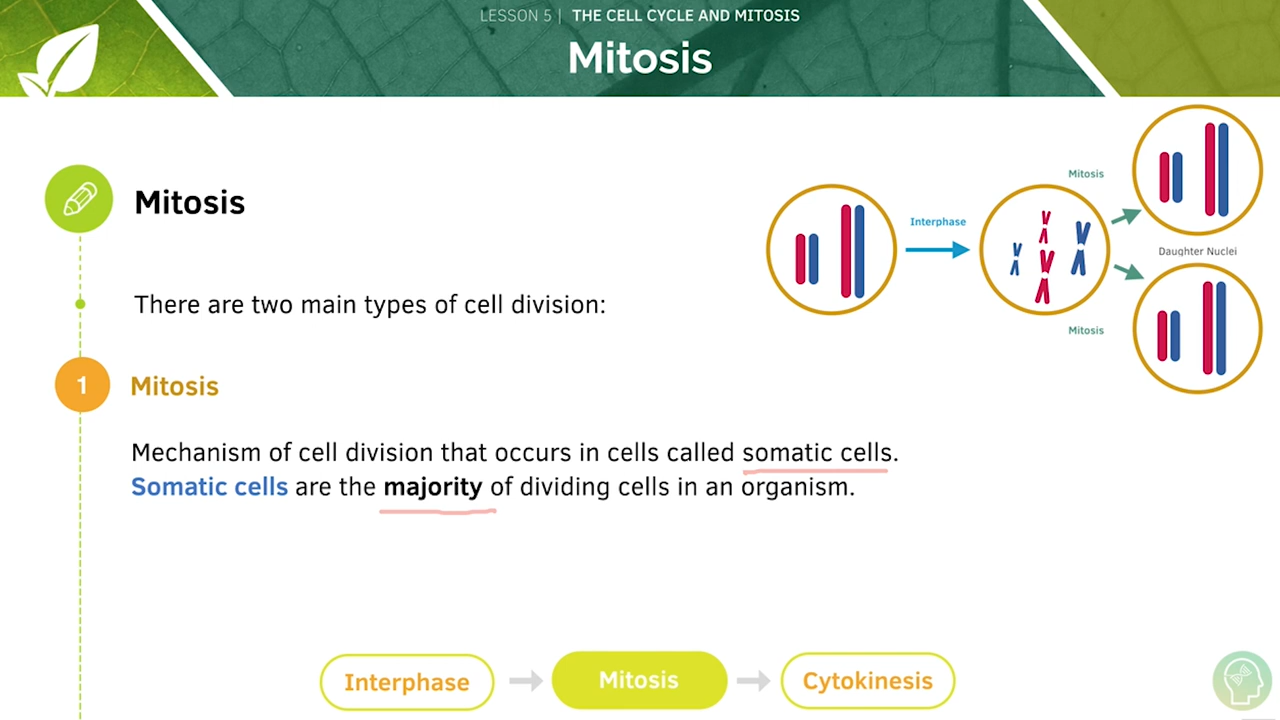 LESSON 5 | THE CELL CYCLE AND MITOSIS
Mitosis
Mitosis
There are two main types of cell division:
1
Mitosis
Mechanism of cell division that occurs in cells called somatic cells.
Somatic cells are the majority of dividing cells in an organism.
Interphase
Mitosis
Daughter Nuclei
Mitosis
Interphase
Mitosis
Cytokinesis